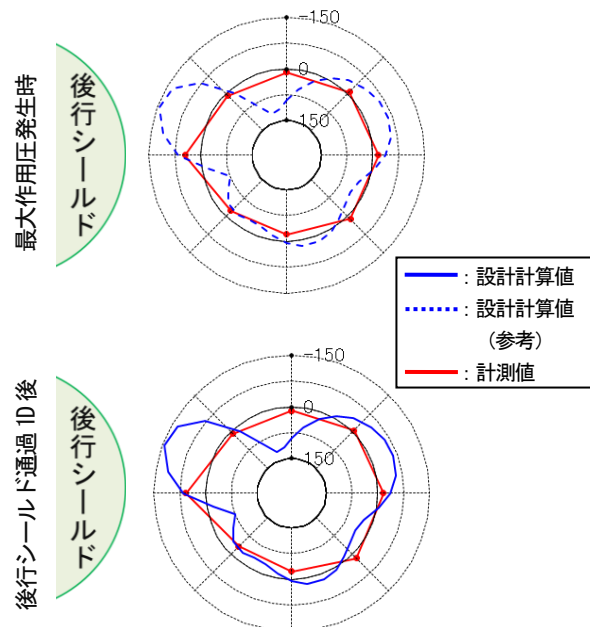 最大作用圧発生時
後行シールド
-150
0
150
: 設計計算値
: 設計計算値
(参考)
: 計測値
後行シールド通過 1D 後
後行シールド
-150
0
150